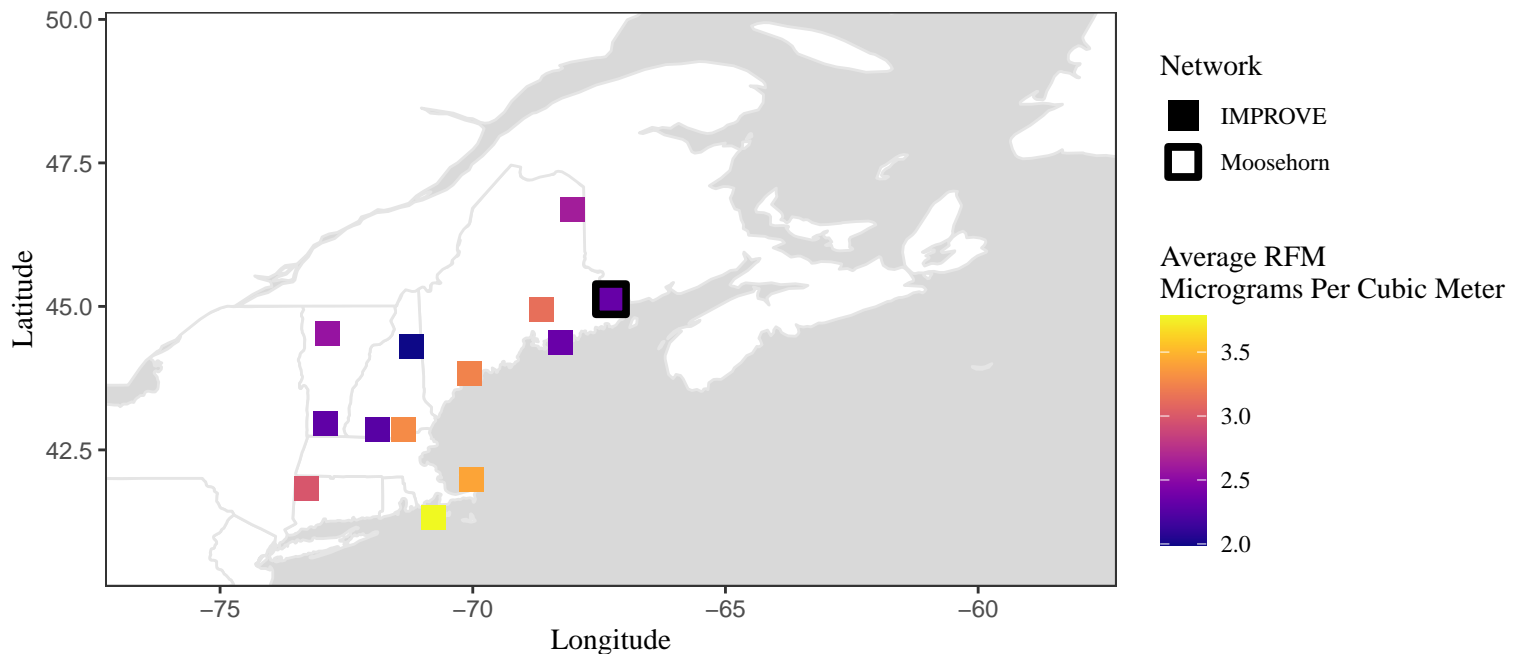 50.0
47.5
45.0
42.5
Latitude
−75
−70
−65
−60
Longitude
Network
IMPROVE
Moosehorn
Average RFM
Micrograms Per Cubic Meter
3.5
3.0
2.5
2.0